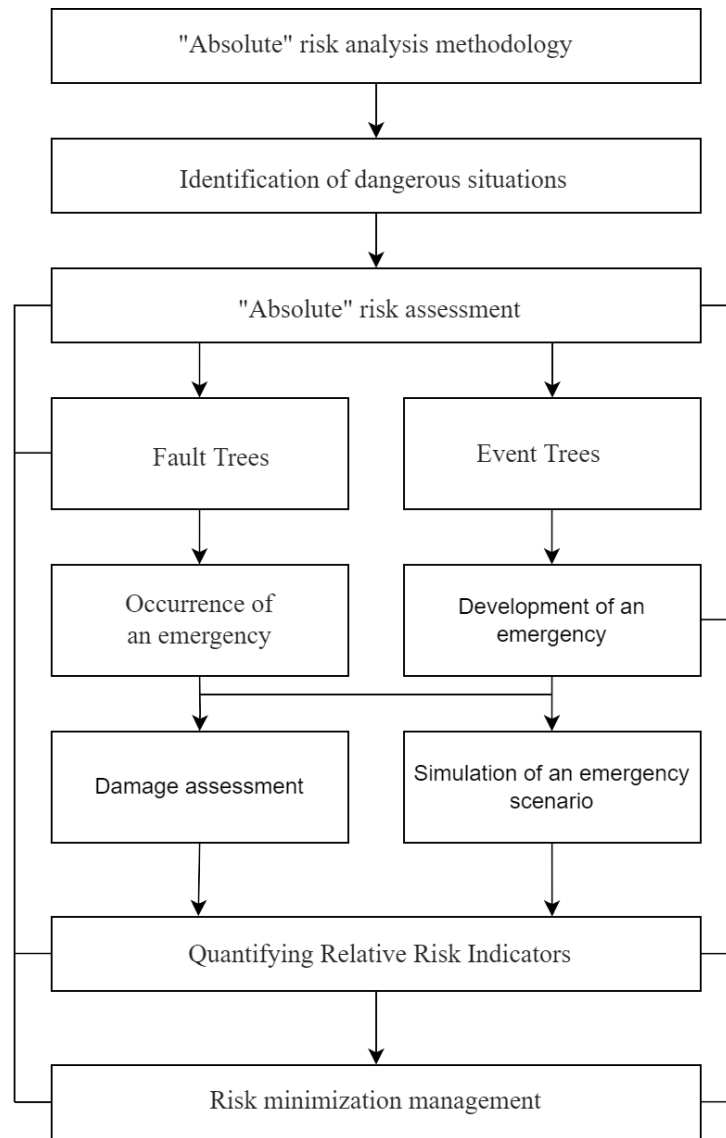 "Absolute" risk analysis methodology
Identification of dangerous situations
"Absolute" risk assessment
Fault Trees
Event Trees
Occurrence of
an emergency
Development of an
emergency
Damage assessment
Simulation of an emergency
scenario
Quantifying Relative Risk Indicators
Risk minimization management